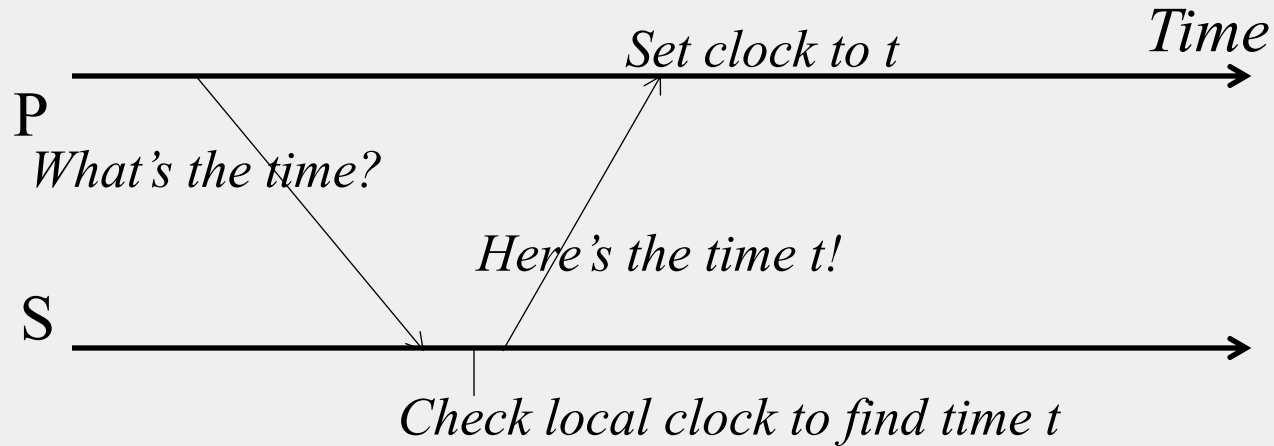 Time
Set clock to t
P
What’s the time?
Here’s the time t!
S
Check local clock to find time t